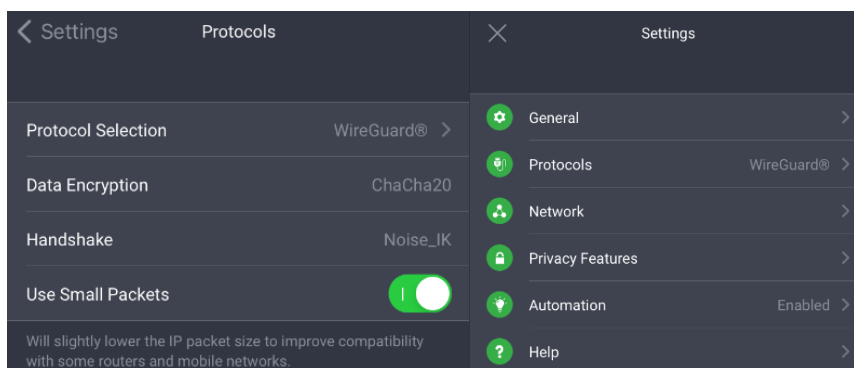 Settings
Protocols
Protocol Selection
WireGuard®
Data Encryption
ChaCha20
Handshake
Noise_IK
Use Small Packets
Will slightly lower the IP packet size to improve compatibility
with some routers and mobile networks.
Settings
General
Protocols
WireGuard®
Network
Privacy Features
Automation
Enabled
Help